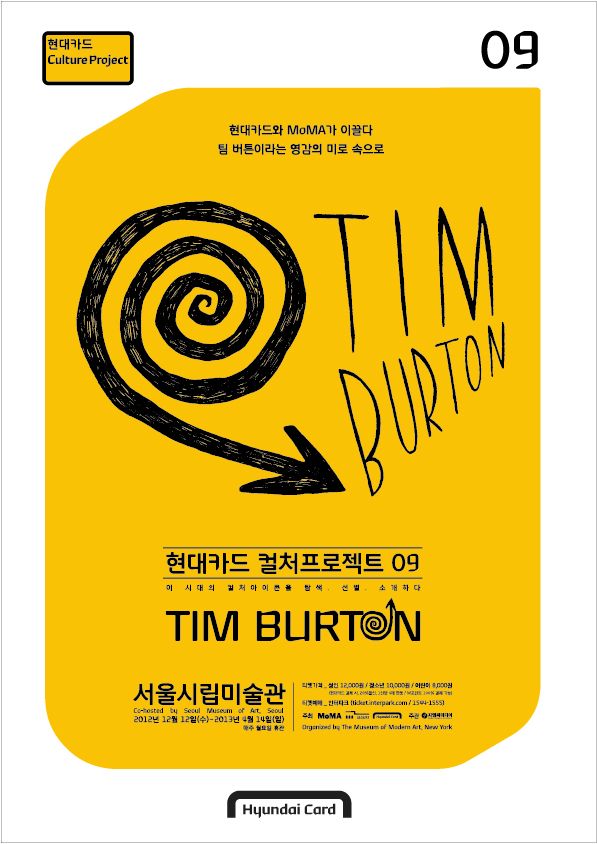 현대카드
Culture Project
09
현대카드와 MoMA가 이끌다
팀 버튼이라는 영감의 미로 속으로
TIM
BURTON
현대카드 컬처프로젝트 09
이 시대의 컬처아이콘을 탐색, 선별, 소개하다
TIM BURTON
서울시립미술관
Co-hosted by Seoul Museum of Art, Seoul
2012년 12월 12일(수)-2013년 4월 14일(일)
매주 월요일 휴관
티켓가격_ 성인 12,000원 / 청소년 10,000원 / 어린이 8,000원
티켓예매_ 인터파크 (ticket.interpark.com / 1544-1555)
주최 MoMA Hyundai Card 주관
Organized by The Museum of Modern Art, New York
Hyundai Card